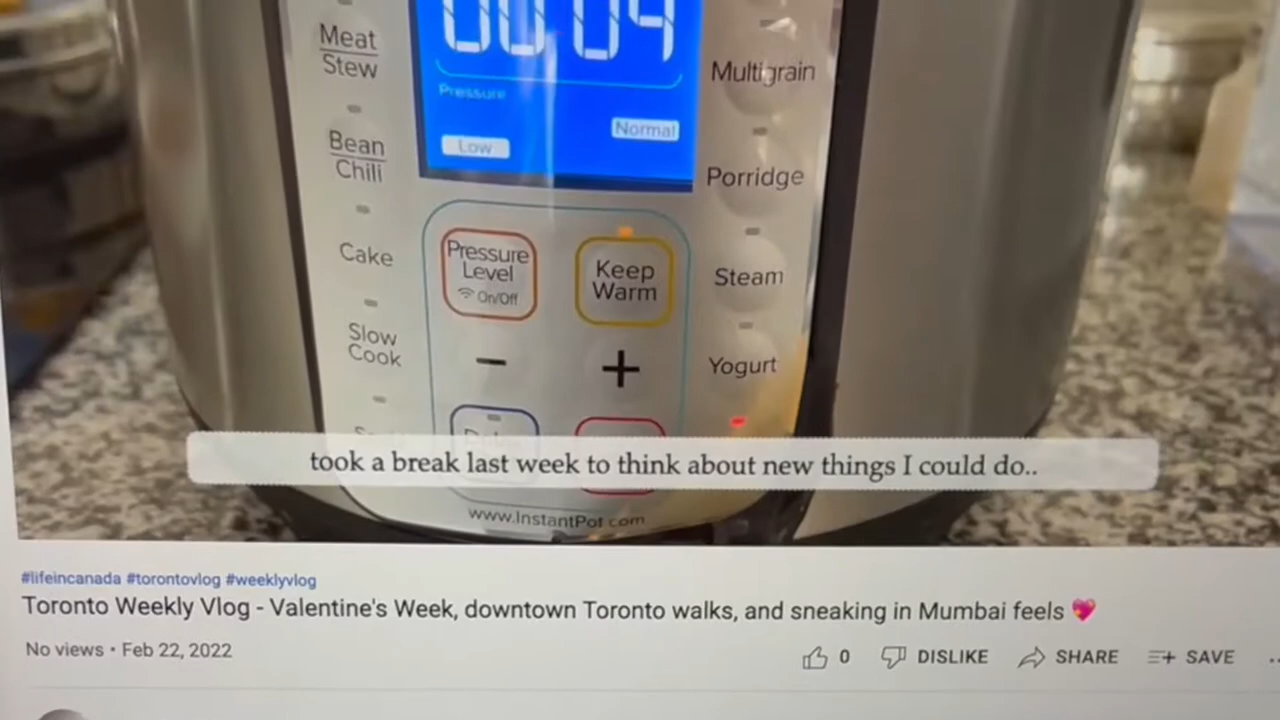 00 04
Meat
Stew
Multigrain
Pressure
Normal
Low
Bean
Chili
Porridge
Pressure
Level
On/Off
Keep
Warm
Cake
Steam
Slow
Cook
−
+
Yogurt
took a break last week to think about new things I could do..
www.InstantPot.com
#lifeincanada #torontovlog #weeklyvlog
Toronto Weekly Vlog - Valentine's Week, downtown Toronto walks, and sneaking in Mumbai feels 💖
No views • Feb 22, 2022
0
DISLIKE
SHARE
SAVE